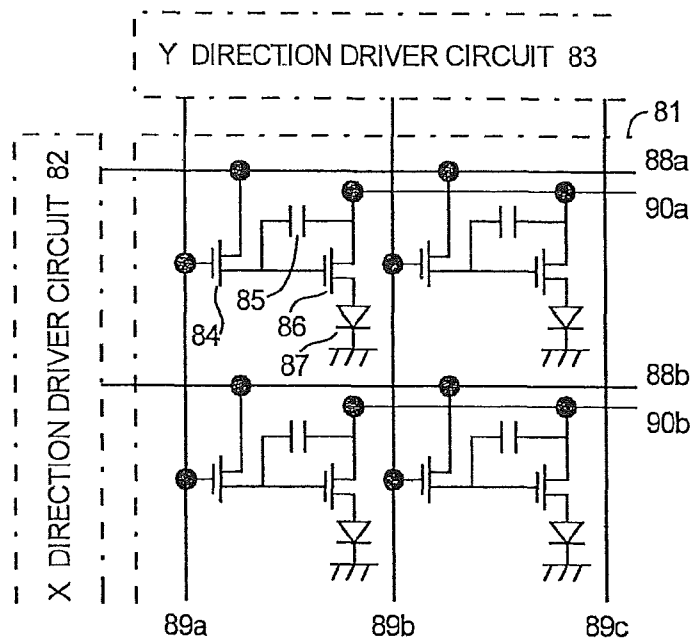 Y DIRECTION DRIVER CIRCUIT 83
81
X DIRECTION DRIVER CIRCUIT 82
88a
90a
84
85
86
87
88b
90b
89a
89b
89c